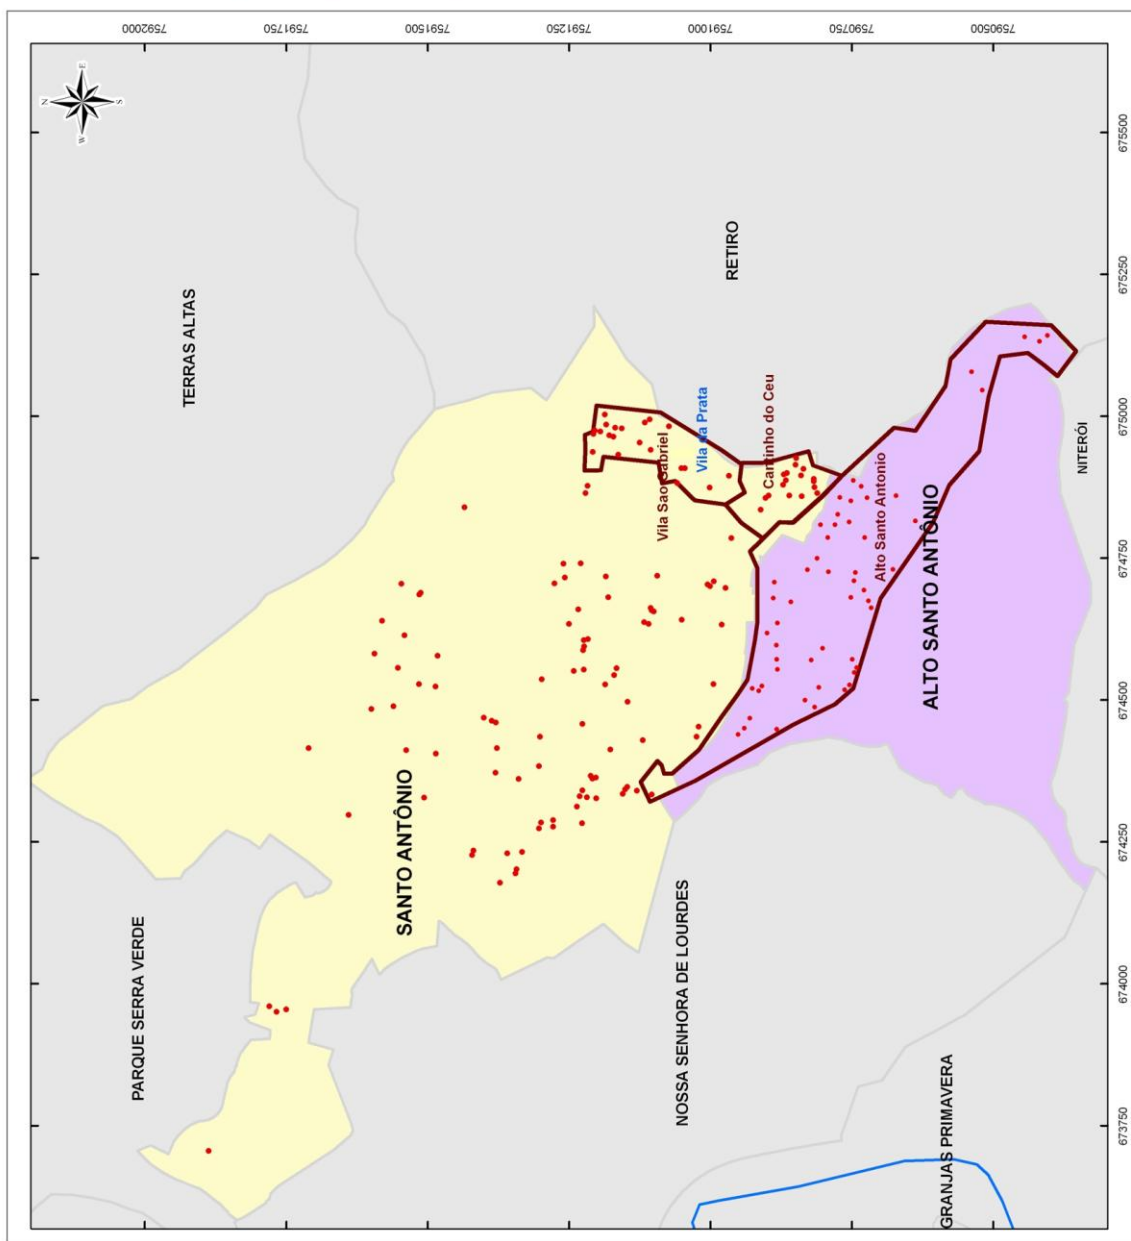 7592000
7591750
7591500
7591250
7591000
7590750
7590500
N
E
S
W
675500
675250
675000
674750
674500
674250
674000
673750
TERRAS ALTAS
RETIRO
Vila da Prata
Cantinho do Ceu
Vila Sao Gabriel
Alto Santo Antonio
NITERÓI
ALTO SANTO ANTÔNIO
SANTO ANTÔNIO
PARQUE SERRA VERDE
NOSSA SENHORA DE LOURDES
GRANJAS PRIMAVERA